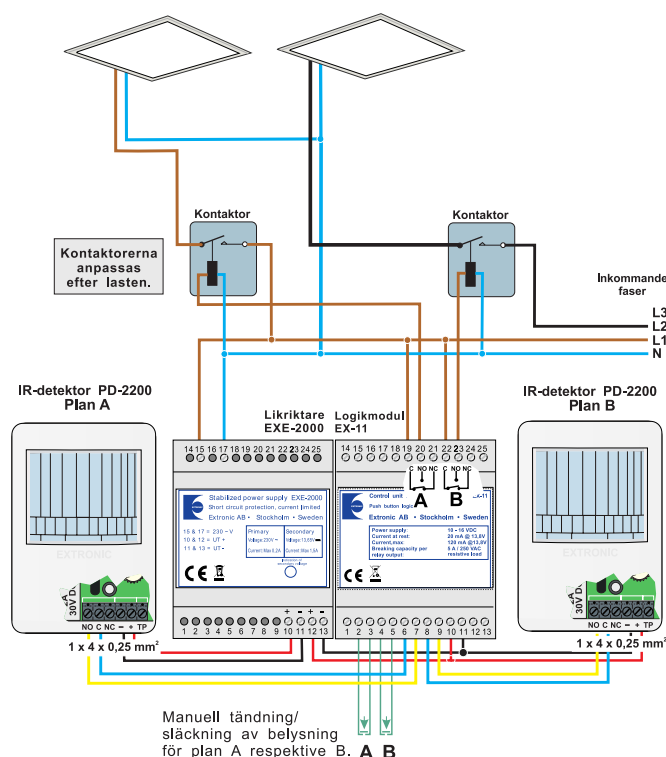 Kontaktor
Kontaktor
Kontaktorerna
anpassas
efter lasten.
Inkommande
faser
L3
L2
L1
N
IR-detektor PD-2200
Plan A
Likriktare
EXE-2000
Logikmodul
EX-11
IR-detektor PD-2200
Plan B
14 15 16 17 18 19 20 21 22 23 24 25
14 15 16 17 18 19 20 21 22 23 24 25
C NO NC C NO NC
A B
Stabilized power supply EXE-2000
Short circuit protection, current limited
Extronic AB • Stockholm • Sweden
15 & 17 = 230 ~ V
10 & 12 = UT +
11 & 13 = UT -
Primary
Voltage:230V ~
Current:Max 0,2A
Secondary
Voltage:13,65V
Current:Max 1,5A
CE
Control unit
EX-11
Push button logic
Extronic AB • Stockholm • Sweden
Power supply: 10 - 16 VDC
Current at rest: 20 mA @ 13,8V
Current,max 120 mA @13,8V
Breaking capacity per
relay output: 5 A / 250 VAC
resistive load
CE
EXTRONIC
EXTRONIC
30V D.
NO C NC − + TP
30V D.
NO C NC − + TP
1 x 4 x 0,25 mm²
1 x 4 x 0,25 mm²
+ − + −
1 2 3 4 5 6 7 8 9 10 11 12 13
1 2 3 4 5 6 7 8 9 10 11 12 13
Manuell tändning/
släckning av belysning
för plan A respektive B.
A B